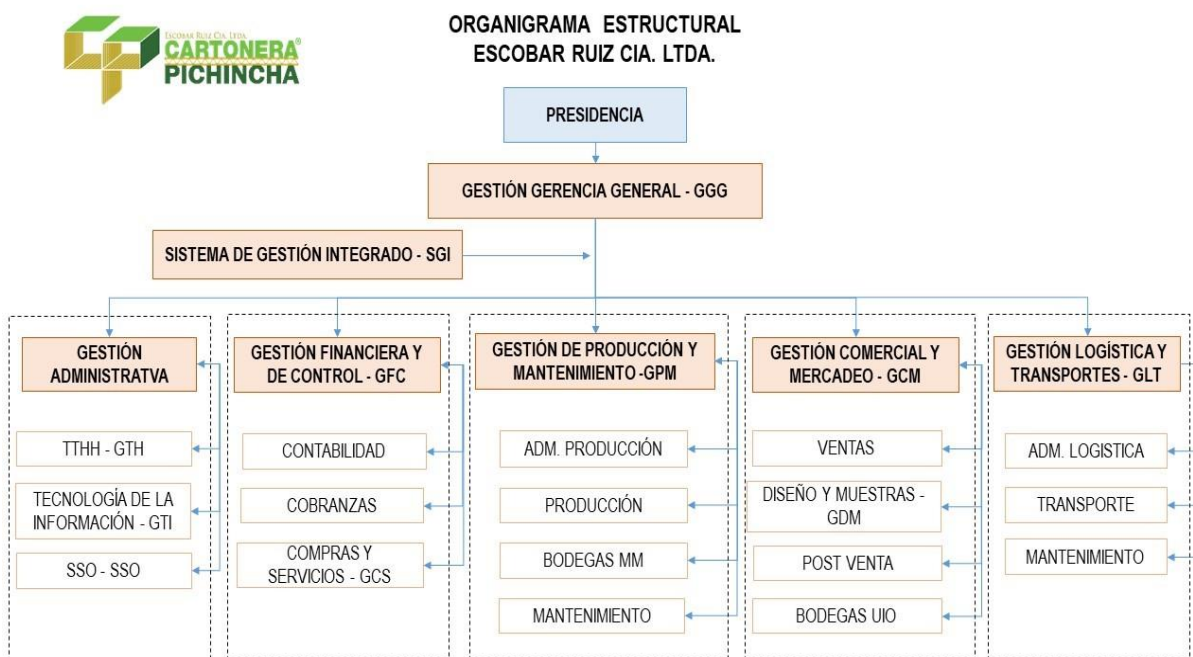 ESCOBAR RUIZ CIA. LTDA.
CARTONERA®
PICHINCHA
ORGANIGRAMA ESTRUCTURAL
ESCOBAR RUIZ CIA. LTDA.
PRESIDENCIA
GESTIÓN GERENCIA GENERAL - GGG
SISTEMA DE GESTIÓN INTEGRADO - SGI
GESTIÓN
ADMINISTRATVA
TTHH - GTH
TECNOLOGÍA DE LA
INFORMACIÓN - GTI
SSO - SSO
GESTIÓN FINANCIERA Y
DE CONTROL - GFC
CONTABILIDAD
COBRANZAS
COMPRAS Y
SERVICIOS - GCS
GESTIÓN DE PRODUCCIÓN Y
MANTENIMIENTO -GPM
ADM. PRODUCCIÓN
PRODUCCIÓN
BODEGAS MM
MANTENIMIENTO
GESTIÓN COMERCIAL Y
MERCADEO - GCM
VENTAS
DISEÑO Y MUESTRAS -
GDM
POST VENTA
BODEGAS UIO
GESTIÓN LOGÍSTICA Y
TRANSPORTES - GLT
ADM. LOGISTICA
TRANSPORTE
MANTENIMIENTO